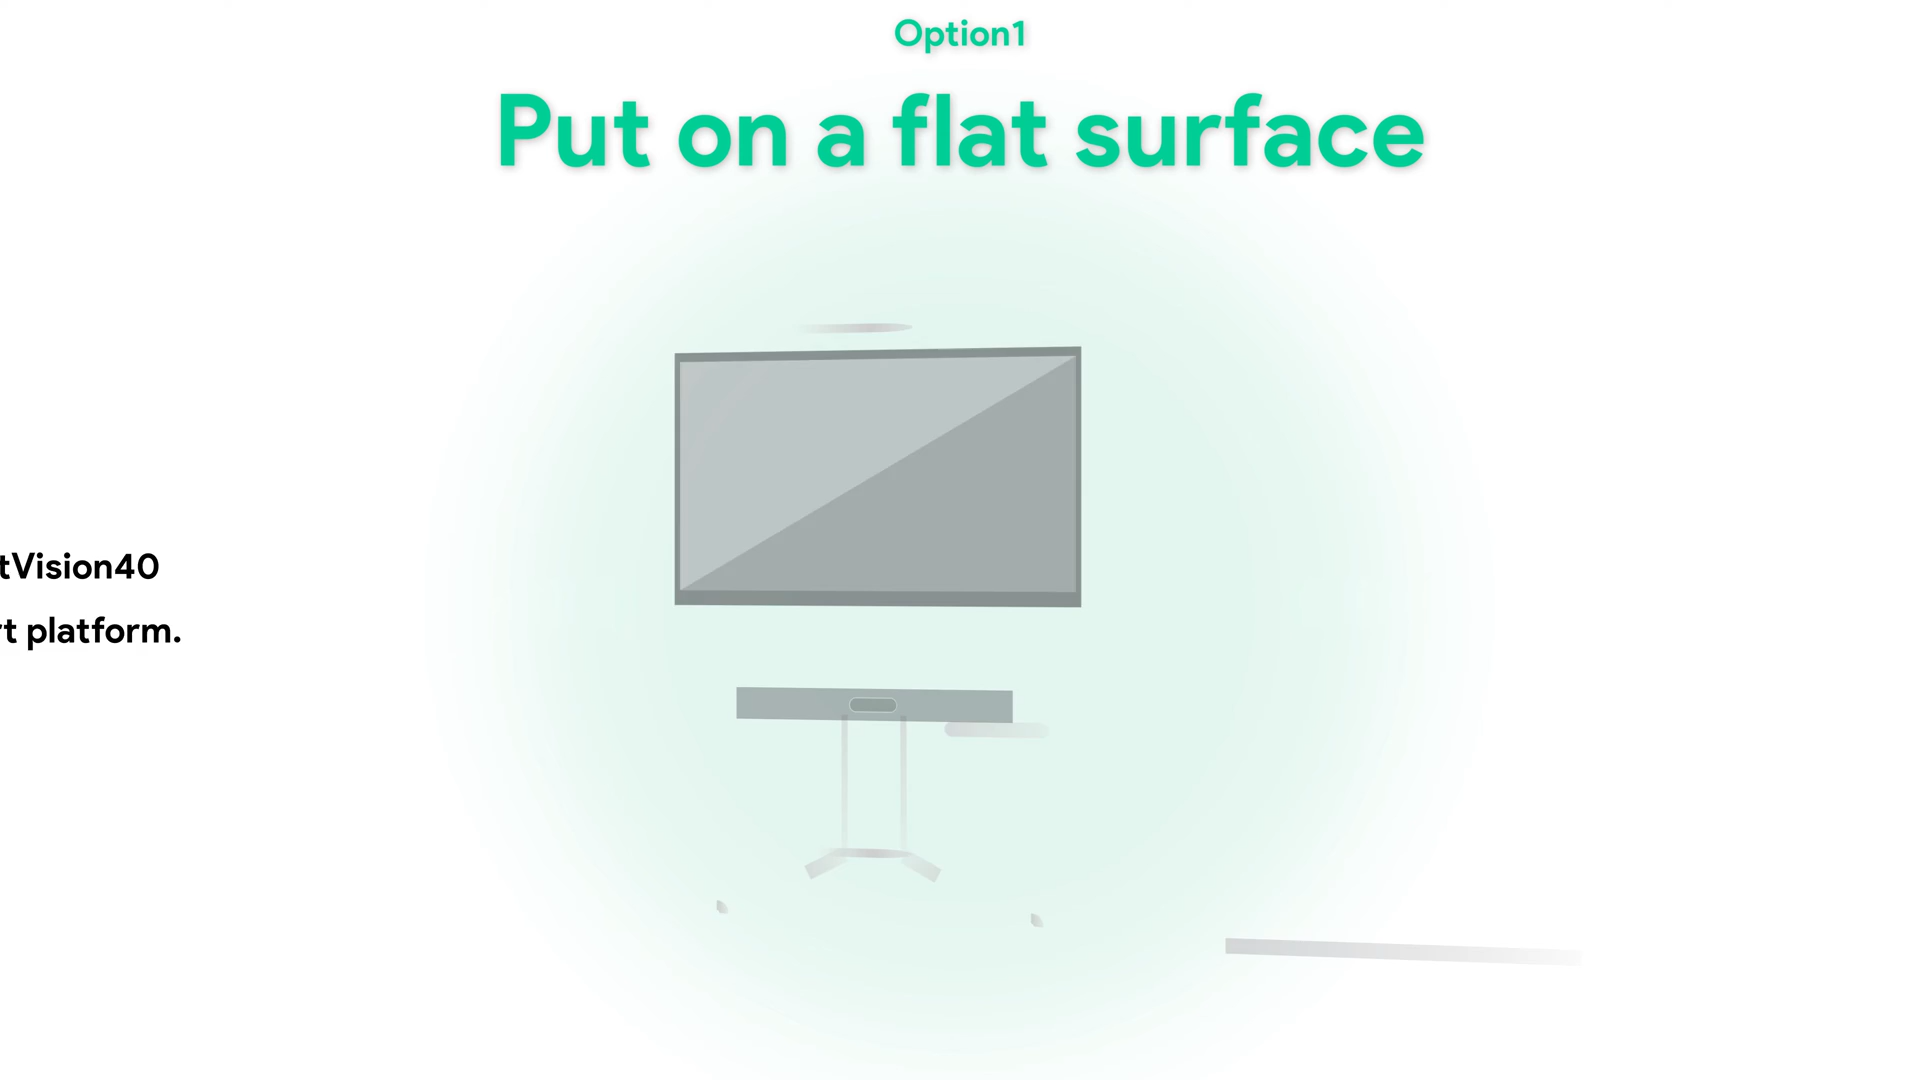 Option1
Put on a flat surface
tVision40
t platform.